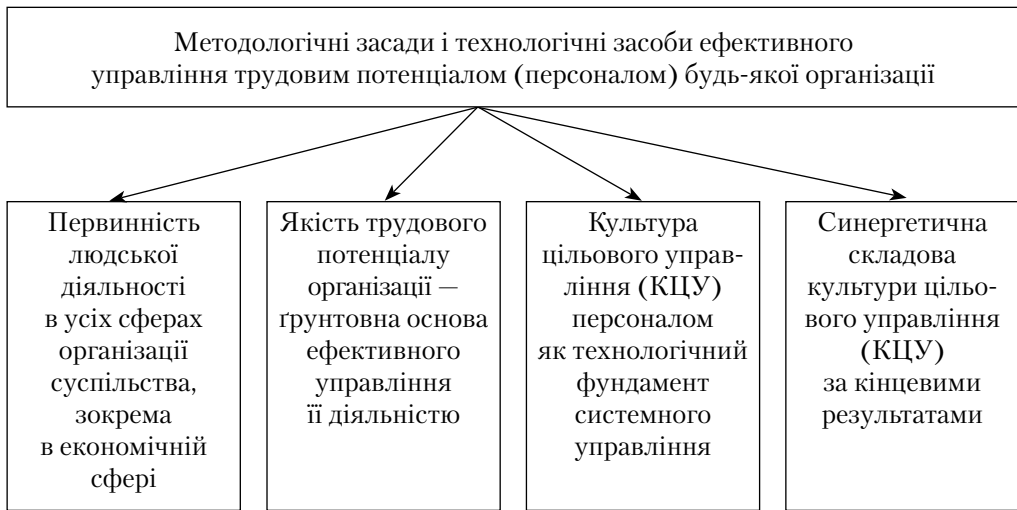 Методологічні засади і технологічні засоби ефективного
управління трудовим потенціалом (персоналом) будь-якої організації
Первинність
людської
діяльності
в усіх сферах
організації
суспільства,
зокрема
в економічній
сфері
Якість трудового
потенціалу
організації —
ґрунтовна основа
ефективного
управління
її діяльністю
Культура
цільового управ-
ління (КЦУ)
персоналом
як технологічний
фундамент
системного
управління
Синергетична
складова
культури цільо-
вого управління
(КЦУ)
за кінцевими
результатами